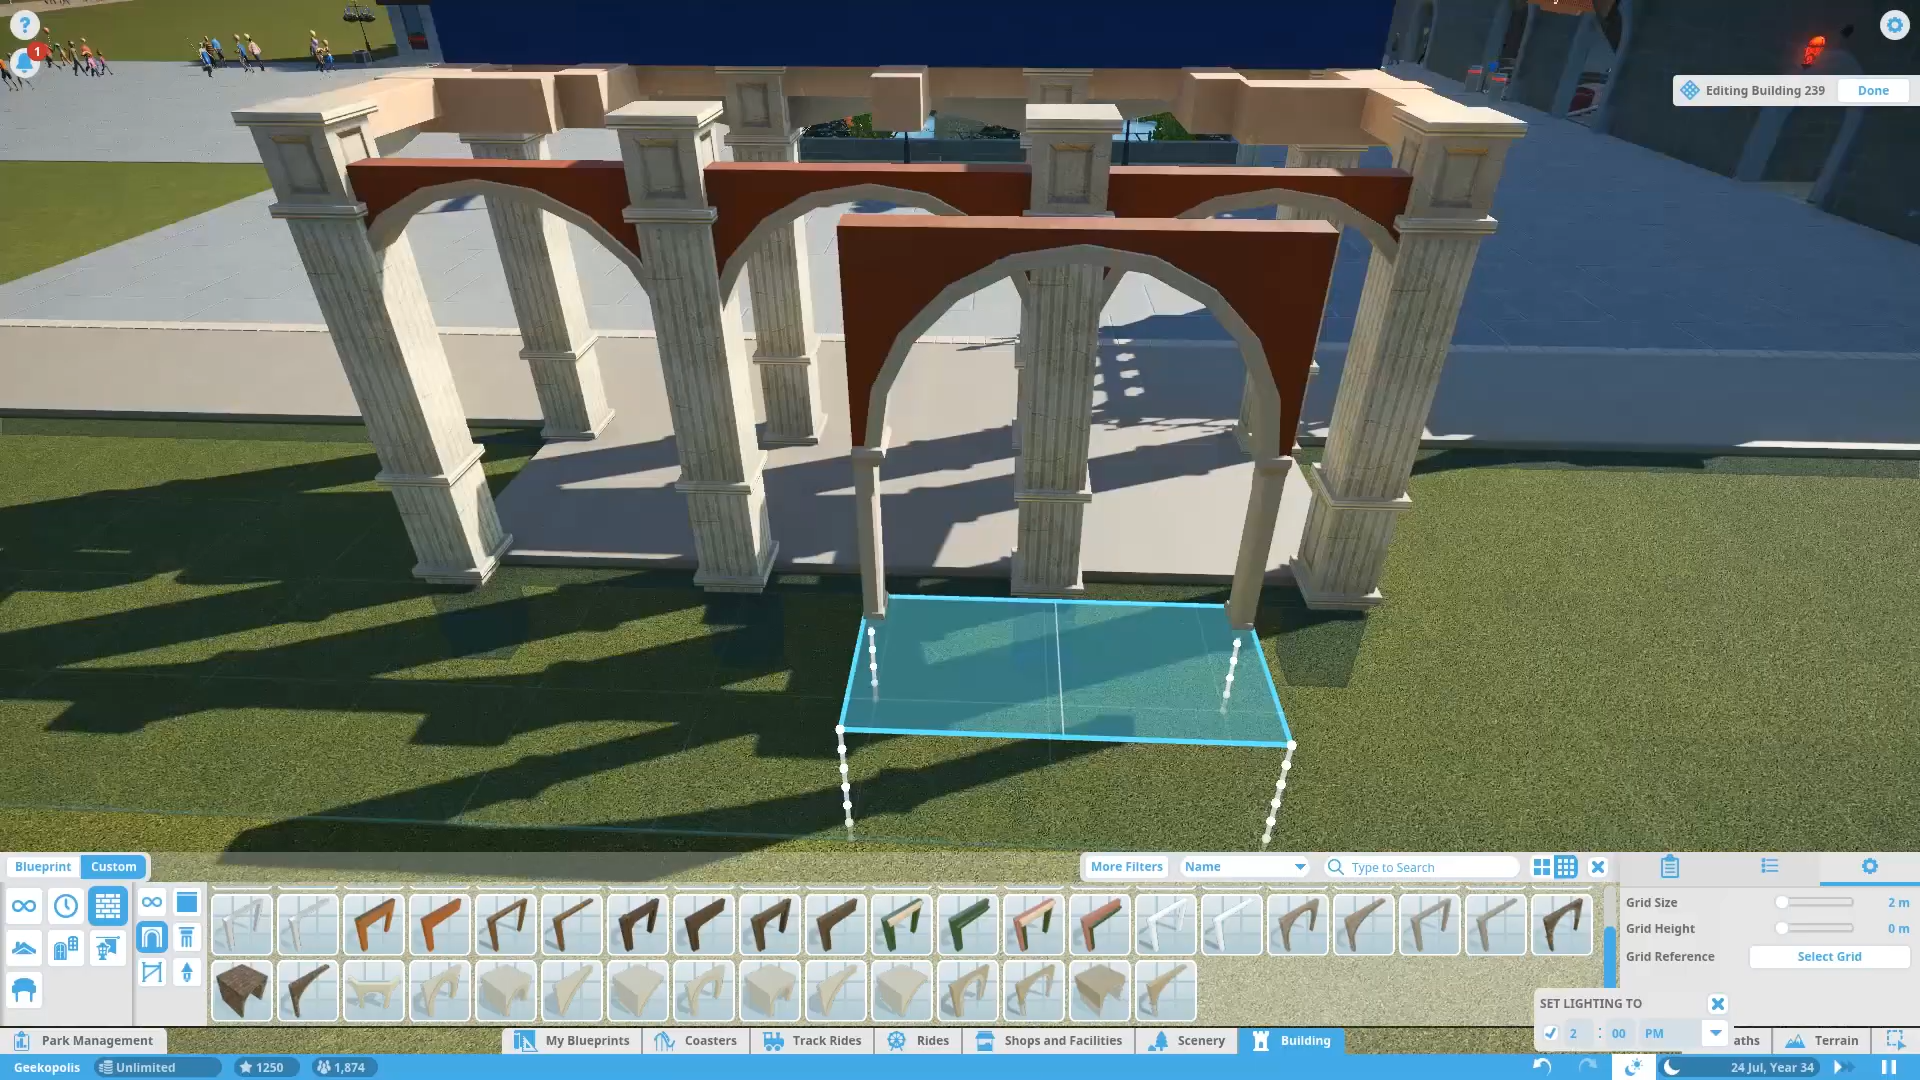 ?
1
Editing Building 239 Done
Blueprint Custom
More Filters Name Type to Search
Grid Size 2 m
Grid Height 0 m
Grid Reference Select Grid
SET LIGHTING TO
2 : 00 PM
Park Management My Blueprints Coasters Track Rides Rides Shops and Facilities Scenery Building aths Terrain
Geekopolis Unlimited 1250 1,874 24 Jul, Year 34